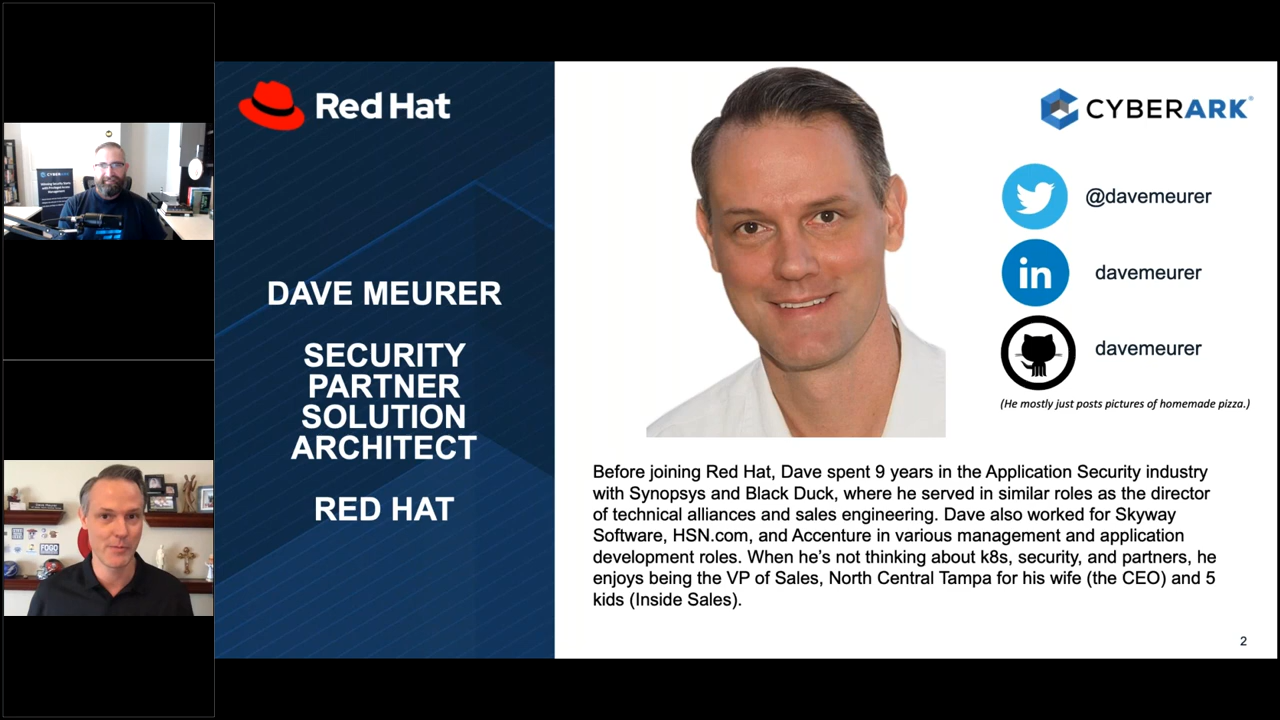 Red Hat
DAVE MEURER
SECURITY
PARTNER
SOLUTION
ARCHITECT
RED HAT
CYBERARK®
@davemeurer
in
davemeurer
davemeurer
(He mostly just posts pictures of homemade pizza.)
Before joining Red Hat, Dave spent 9 years in the Application Security industry
with Synopsys and Black Duck, where he served in similar roles as the director
of technical alliances and sales engineering. Dave also worked for Skyway
Software, HSN.com, and Accenture in various management and application
development roles. When he’s not thinking about k8s, security, and partners, he
enjoys being the VP of Sales, North Central Tampa for his wife (the CEO) and 5
kids (Inside Sales).
2
CYBERARK